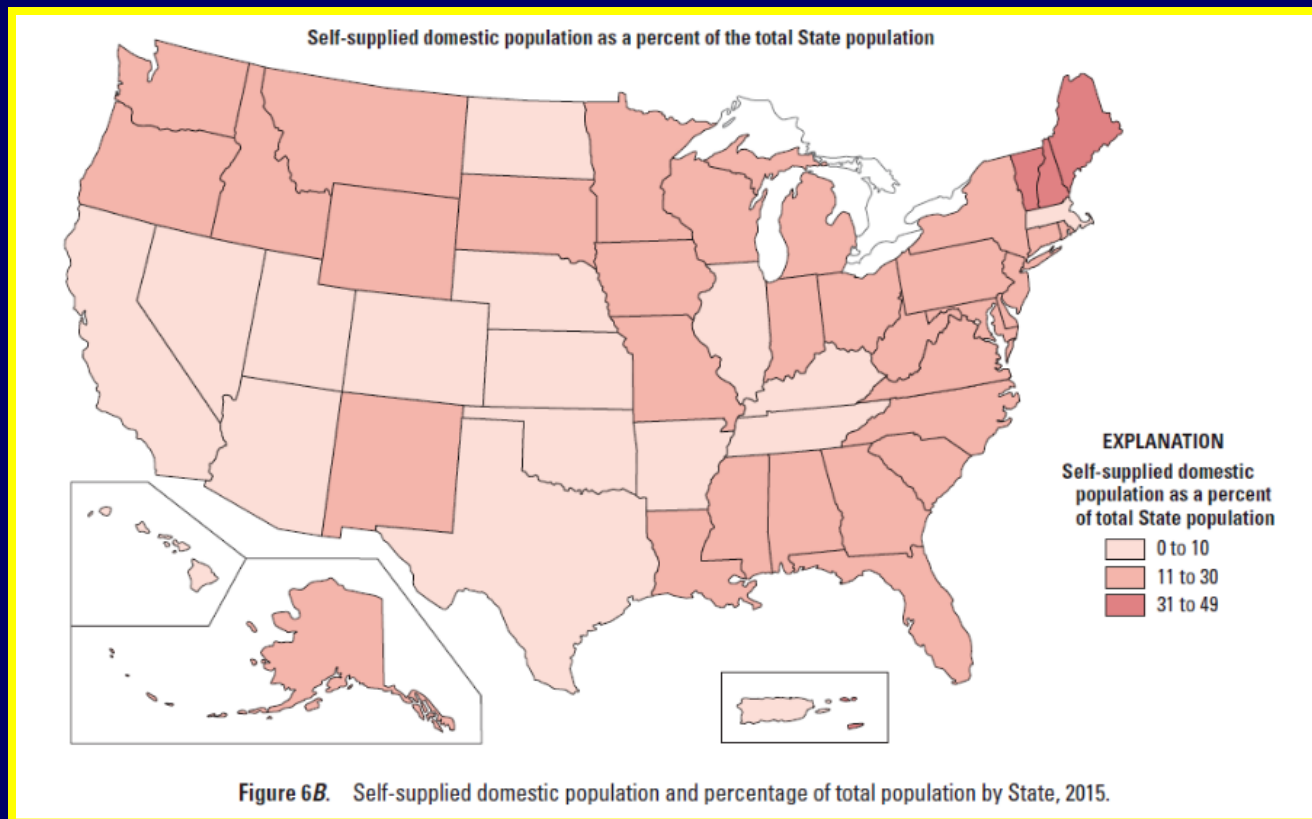 Self-supplied domestic population as a percent of the total State population
EXPLANATION
Self-supplied domestic
population as a percent
of total State population
0 to 10
11 to 30
31 to 49
Figure 6B. Self-supplied domestic population and percentage of total population by State, 2015.